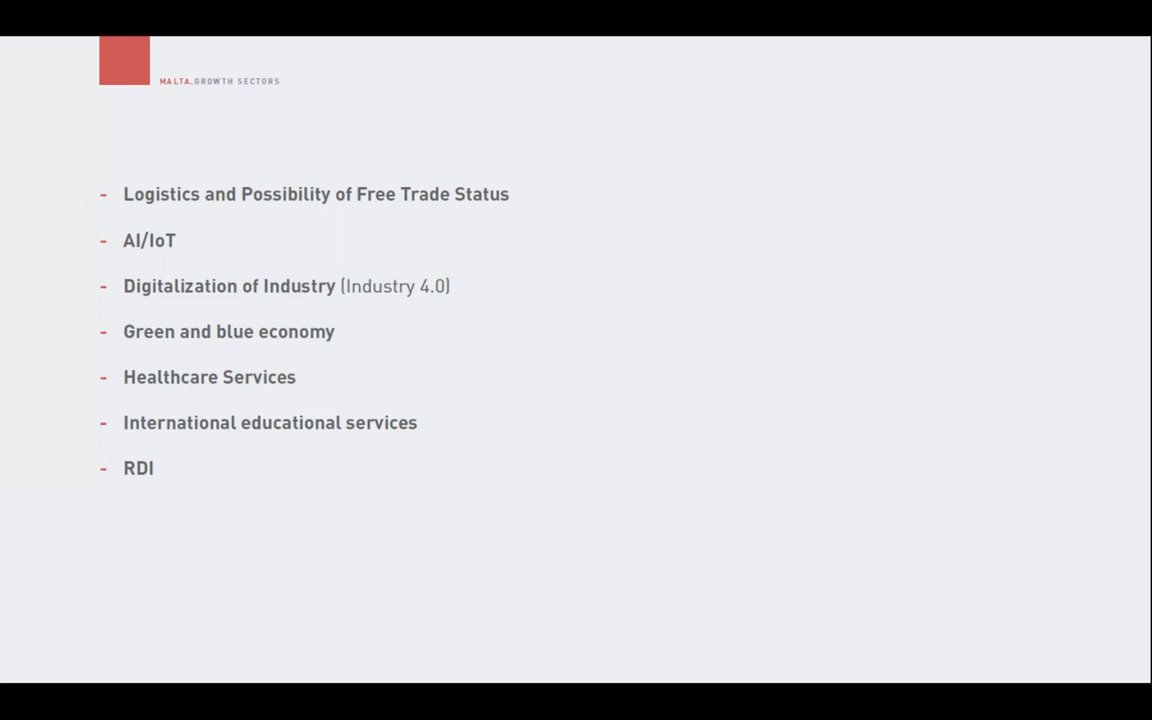 MALTA.GROWTH SECTORS
- Logistics and Possibility of Free Trade Status
- AI/IoT
- Digitalization of Industry (Industry 4.0)
- Green and blue economy
- Healthcare Services
- International educational services
- RDI